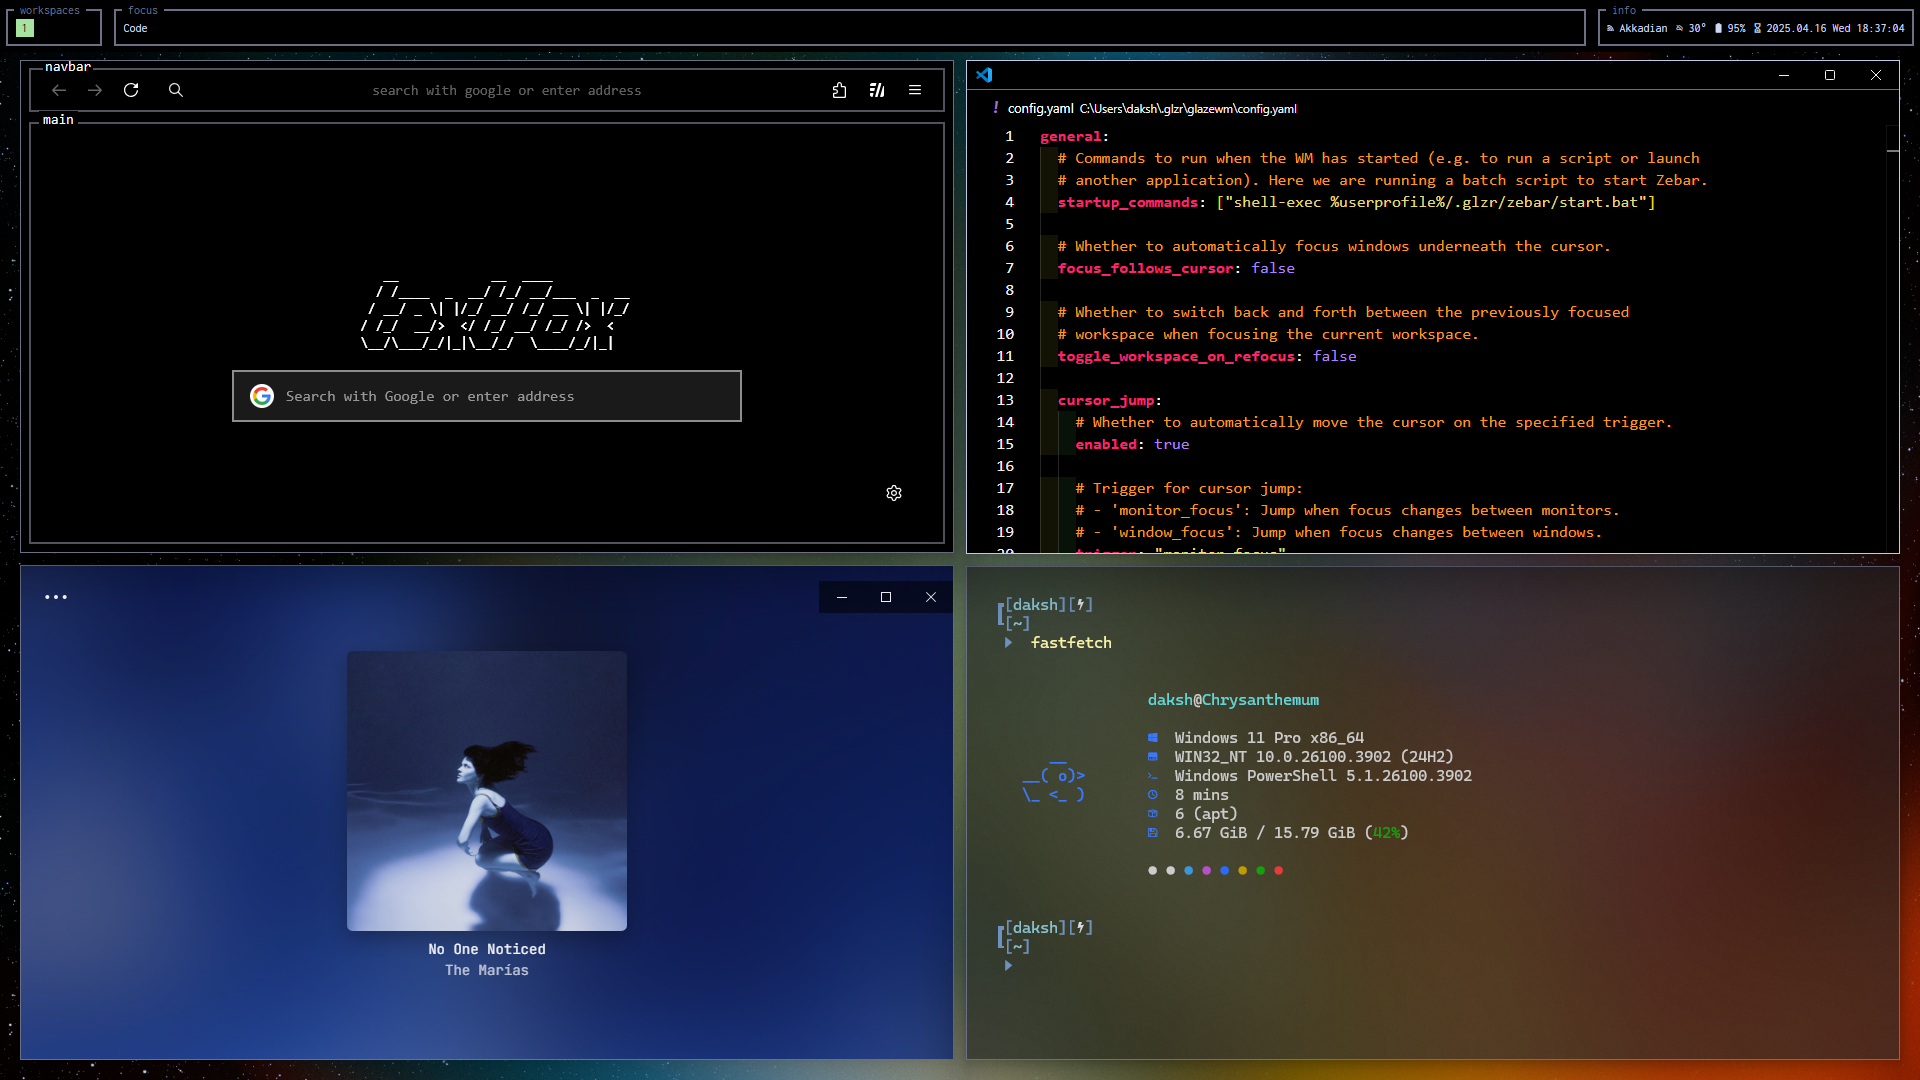 workspaces
1
focus
Code
info
Akkadian 30° 95% 2025.04.16 Wed 18:37:04
navbar
search with google or enter address
main
textfox
Search with Google or enter address
config.yaml C:\Users\daksh\.glzr\glazewm\config.yaml
1 general:
2 # Commands to run when the WM has started (e.g. to run a script or launch
3 # another application). Here we are running a batch script to start Zebar.
4 startup_commands: ["shell-exec %userprofile%/.glzr/zebar/start.bat"]
5
6 # Whether to automatically focus windows underneath the cursor.
7 focus_follows_cursor: false
8
9 # Whether to switch back and forth between the previously focused
10 # workspace when focusing the current workspace.
11 toggle_workspace_on_refocus: false
12
13 cursor_jump:
14 # Whether to automatically move the cursor on the specified trigger.
15 enabled: true
16
17 # Trigger for cursor jump:
18 # - 'monitor_focus': Jump when focus changes between monitors.
19 # - 'window_focus': Jump when focus changes between windows.
20 trigger: "monitor_focus"
No One Noticed
The Marías
[daksh][⚡]
[~]
fastfetch
daksh@Chrysanthemum
Windows 11 Pro x86_64
WIN32_NT 10.0.26100.3902 (24H2)
Windows PowerShell 5.1.26100.3902
8 mins
6 (apt)
6.67 GiB / 15.79 GiB (42%)
__
__( o)>
\_ <_ )
[daksh][⚡]
[~]